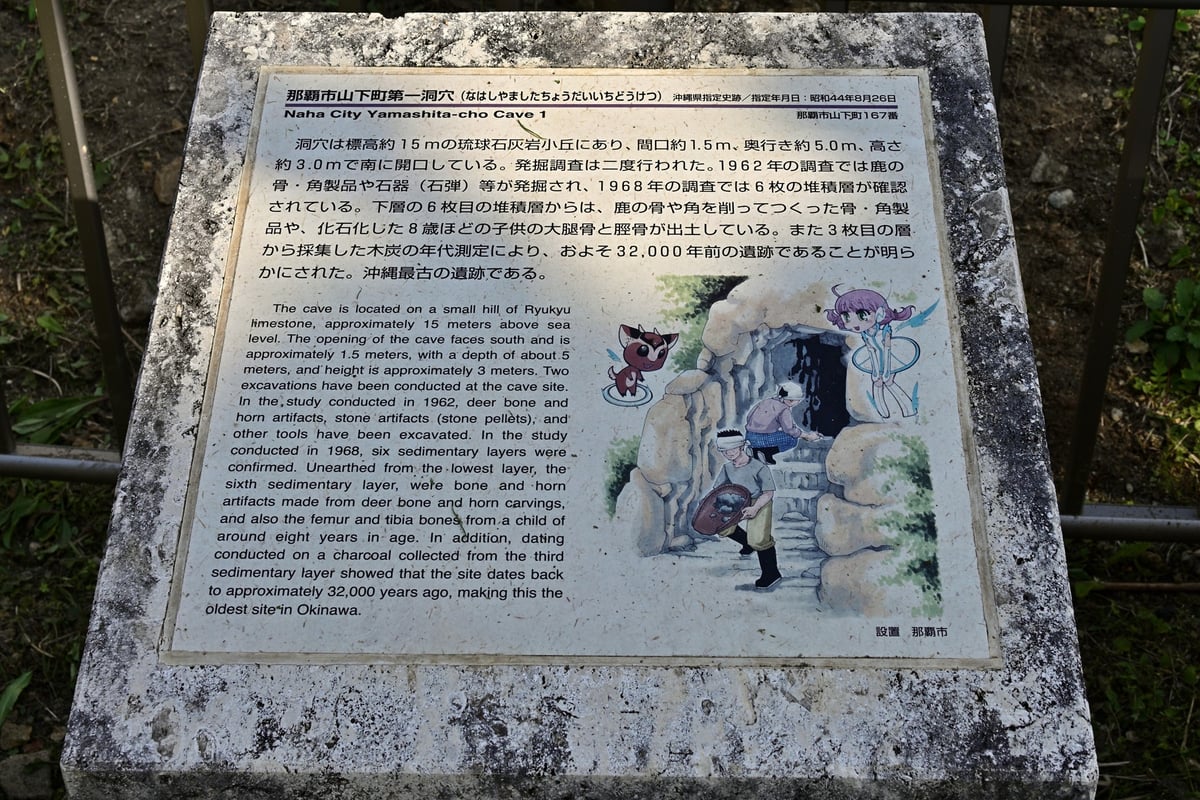 那覇市山下町第一洞穴（なはしやましたちょうだいいちどうけつ） 沖縄県指定史跡／指定年月日：昭和44年8月26日
Naha City Yamashita-cho Cave 1 那覇市山下町167番
洞穴は標高約15mの琉球石灰岩小丘にあり、間口約1.5m、奥行き約5.0m、高さ
約3.0mで南に開口している。発掘調査は二度行われた。1962年の調査では鹿の
骨・角製品や石器（石弾）等が発掘され、1968年の調査では6枚の堆積層が確認
されている。下層の6枚目の堆積層からは、鹿の骨や角を削ってつくった骨・角製
品や、化石化した8歳ほどの子供の大腿骨と脛骨が出土している。また3枚目の層
から採集した木炭の年代測定により、およそ32,000年前の遺跡であることが明ら
かにされた。沖縄最古の遺跡である。
The cave is located on a small hill of Ryukyu
limestone, approximately 15 meters above sea
level. The opening of the cave faces south and is
approximately 1.5 meters, with a depth of about 5
meters, and height is approximately 3 meters. Two
excavations have been conducted at the cave site.
In the study conducted in 1962, deer bone and
horn artifacts, stone artifacts (stone pellets), and
other tools have been excavated. In the study
conducted in 1968, six sedimentary layers were
confirmed. Unearthed from the lowest layer, the
sixth sedimentary layer, were bone and horn
artifacts made from deer bone and horn carvings,
and also the femur and tibia bones from a child of
around eight years in age. In addition, dating
conducted on a charcoal collected from the third
sedimentary layer showed that the site dates back
to approximately 32,000 years ago, making this the
oldest site in Okinawa.
設置 那覇市